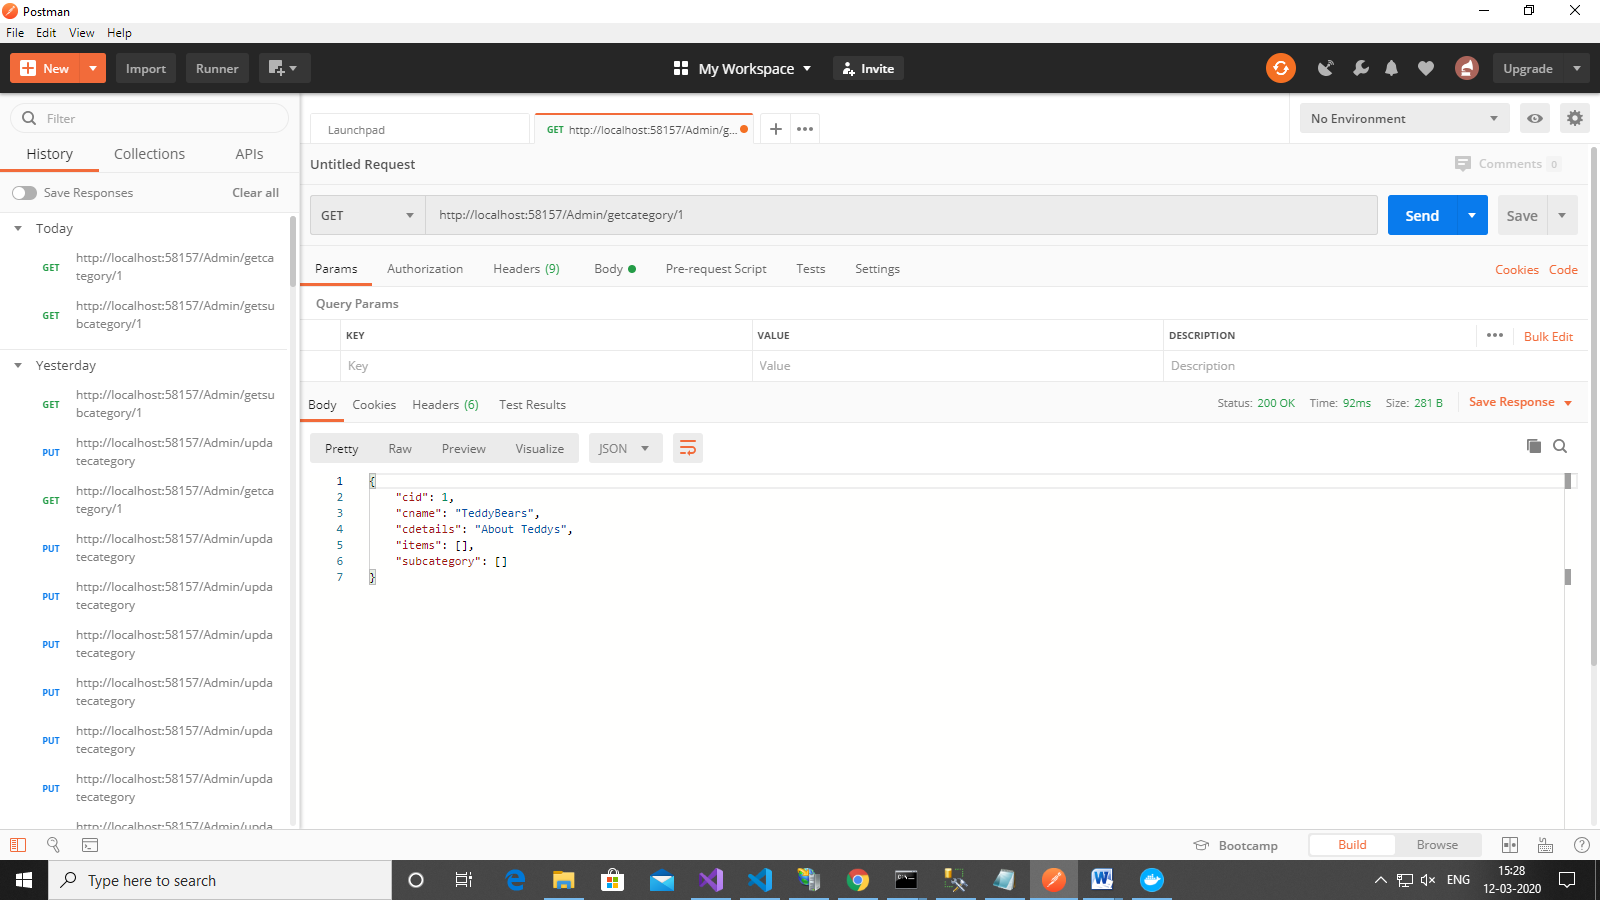 Postman
File Edit View Help
New Import Runner My Workspace Invite Upgrade
Filter
History Collections APIs
Save Responses Clear all
Today
GET http://localhost:58157/Admin/getca
tegory/1
GET http://localhost:58157/Admin/getsu
bcategory/1
Yesterday
GET http://localhost:58157/Admin/getsu
bcategory/1
PUT http://localhost:58157/Admin/upda
tecategory
GET http://localhost:58157/Admin/getca
tegory/1
PUT http://localhost:58157/Admin/upda
tecategory
PUT http://localhost:58157/Admin/upda
tecategory
PUT http://localhost:58157/Admin/upda
tecategory
PUT http://localhost:58157/Admin/upda
tecategory
PUT http://localhost:58157/Admin/upda
tecategory
PUT http://localhost:58157/Admin/upda
tecategory
http://localhost:58157/Admin/upda
Launchpad GET http://localhost:58157/Admin/g... + ••• No Environment
Untitled Request Comments 0
GET http://localhost:58157/Admin/getcategory/1 Send Save
Params Authorization Headers (9) Body Pre-request Script Tests Settings Cookies Code
Query Params
KEY VALUE DESCRIPTION ••• Bulk Edit
Key Value Description
Body Cookies Headers (6) Test Results Status: 200 OK Time: 92ms Size: 281 B Save Response
Pretty Raw Preview Visualize JSON
1 {
2 "cid": 1,
3 "cname": "TeddyBears",
4 "cdetails": "About Teddys",
5 "items": [],
6 "subcategory": []
7 }
Bootcamp Build Browse
Type here to search ENG 15:28
12-03-2020